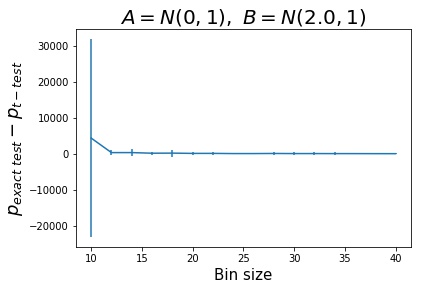 A = N(0, 1), B = N(2.0, 1)
p_{exact test} − p_{t−test}
30000
20000
10000
0
−10000
−20000
10 15 20 25 30 35 40
Bin size